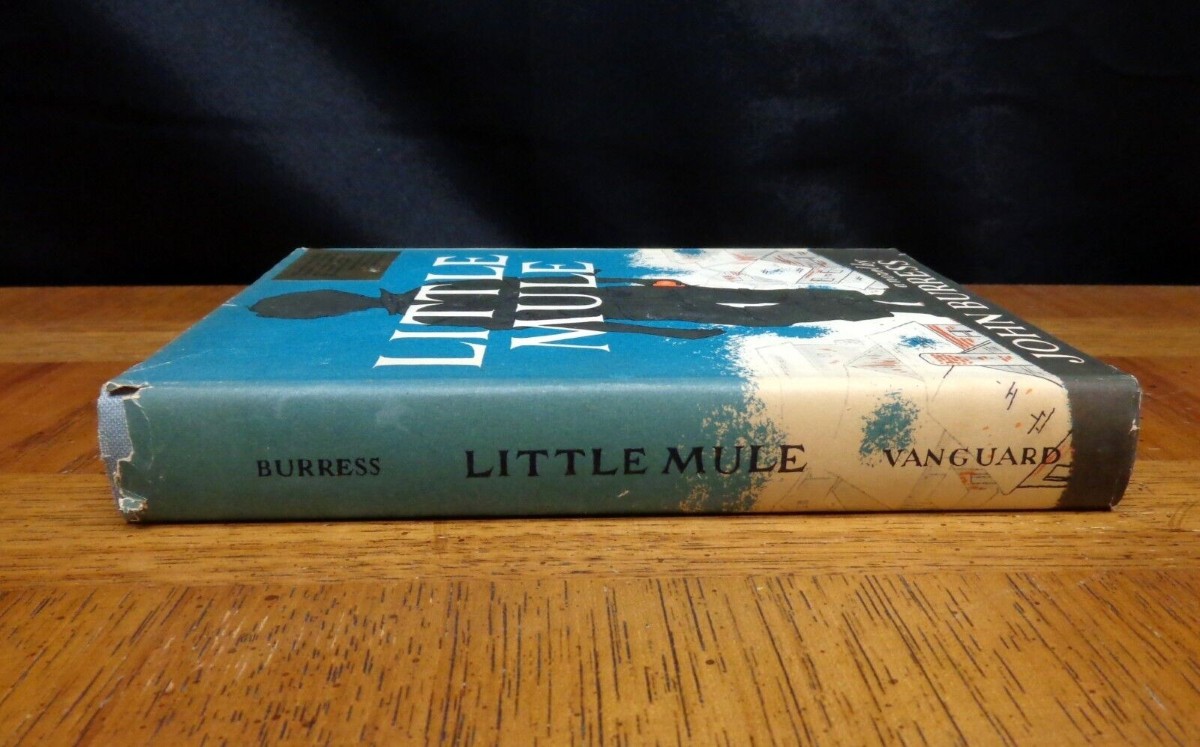 LITTLE
MULE
JOHN BURRESS
BURRESS
LITTLE MULE
VANGUARD